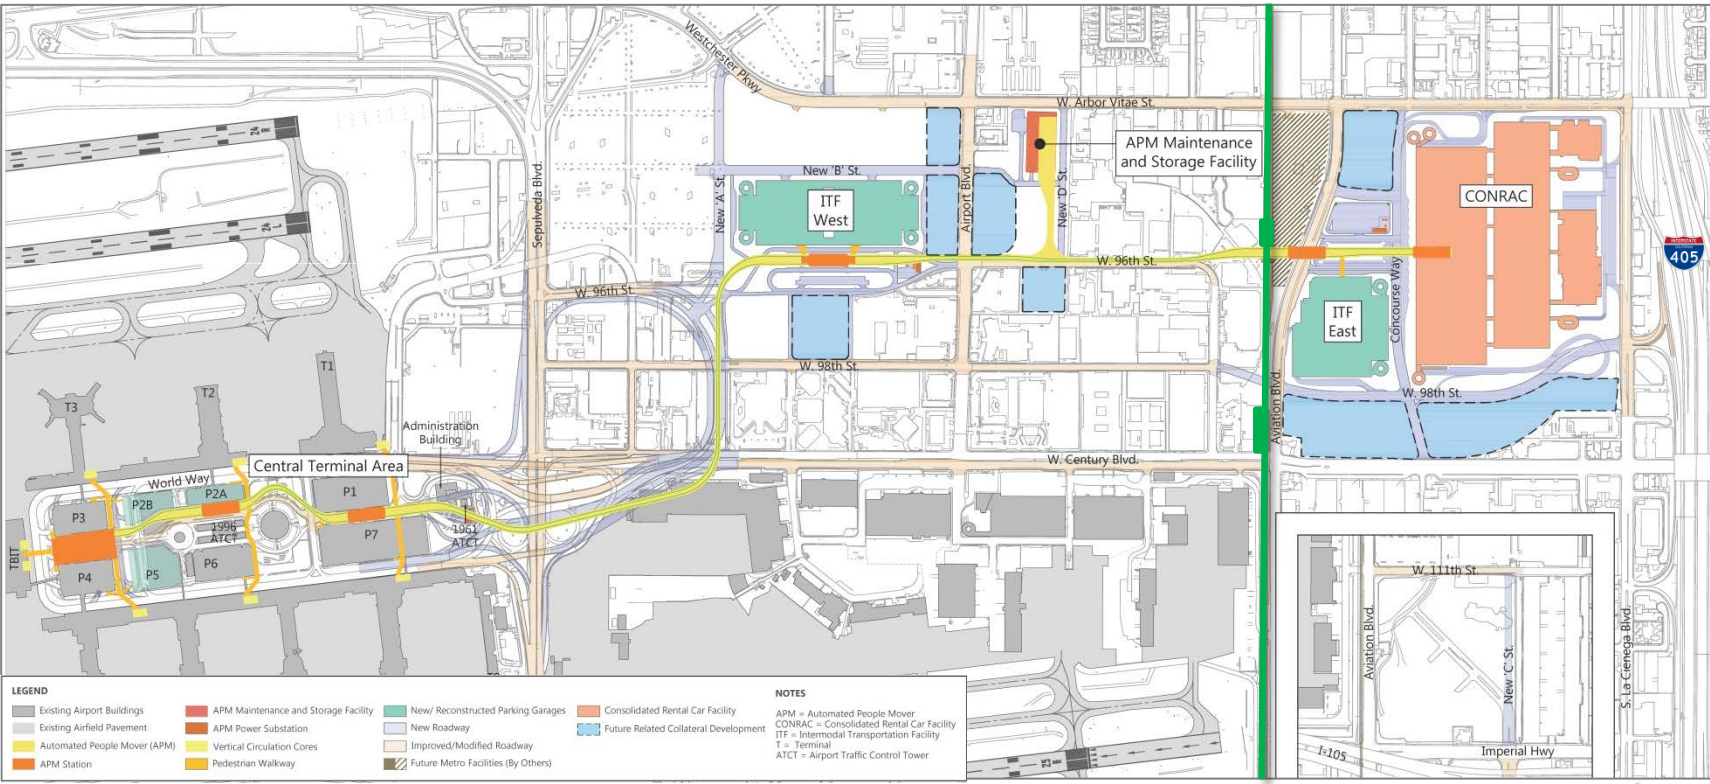 Westchester Pkwy
W. Arbor Vitae St.
24
R
APM Maintenance
and Storage Facility
Sepulveda Blvd.
New 'A' St.
New 'B' St.
ITF
West
Airport Blvd.
New 'D' St.
CONRAC
24
L
INTERSTATE
CALIFORNIA
405
W. 96th St.
W. 96th St.
Concourse Way
ITF
East
W. 98th St.
Aviation Blvd.
W. 98th St.
T1
T2
T3
Administration
Building
Central Terminal Area
W. Century Blvd.
World Way
P1
P2A
P2B
P3
1996
ATCT
1961
ATCT
P7
TBIT
P4
P5
P6
W. 111th St.
Aviation Blvd.
New 'C' St.
S. La Cienega Blvd.
I-105
Imperial Hwy
25
R
LEGEND
Existing Airport Buildings
Existing Airfield Pavement
Automated People Mover (APM)
APM Station
APM Maintenance and Storage Facility
APM Power Substation
Vertical Circulation Cores
Pedestrian Walkway
New/ Reconstructed Parking Garages
New Roadway
Improved/Modified Roadway
Future Metro Facilities (By Others)
Consolidated Rental Car Facility
Future Related Collateral Development
NOTES
APM = Automated People Mover
CONRAC = Consolidated Rental Car Facility
ITF = Intermodal Transportation Facility
T = Terminal
ATCT = Airport Traffic Control Tower